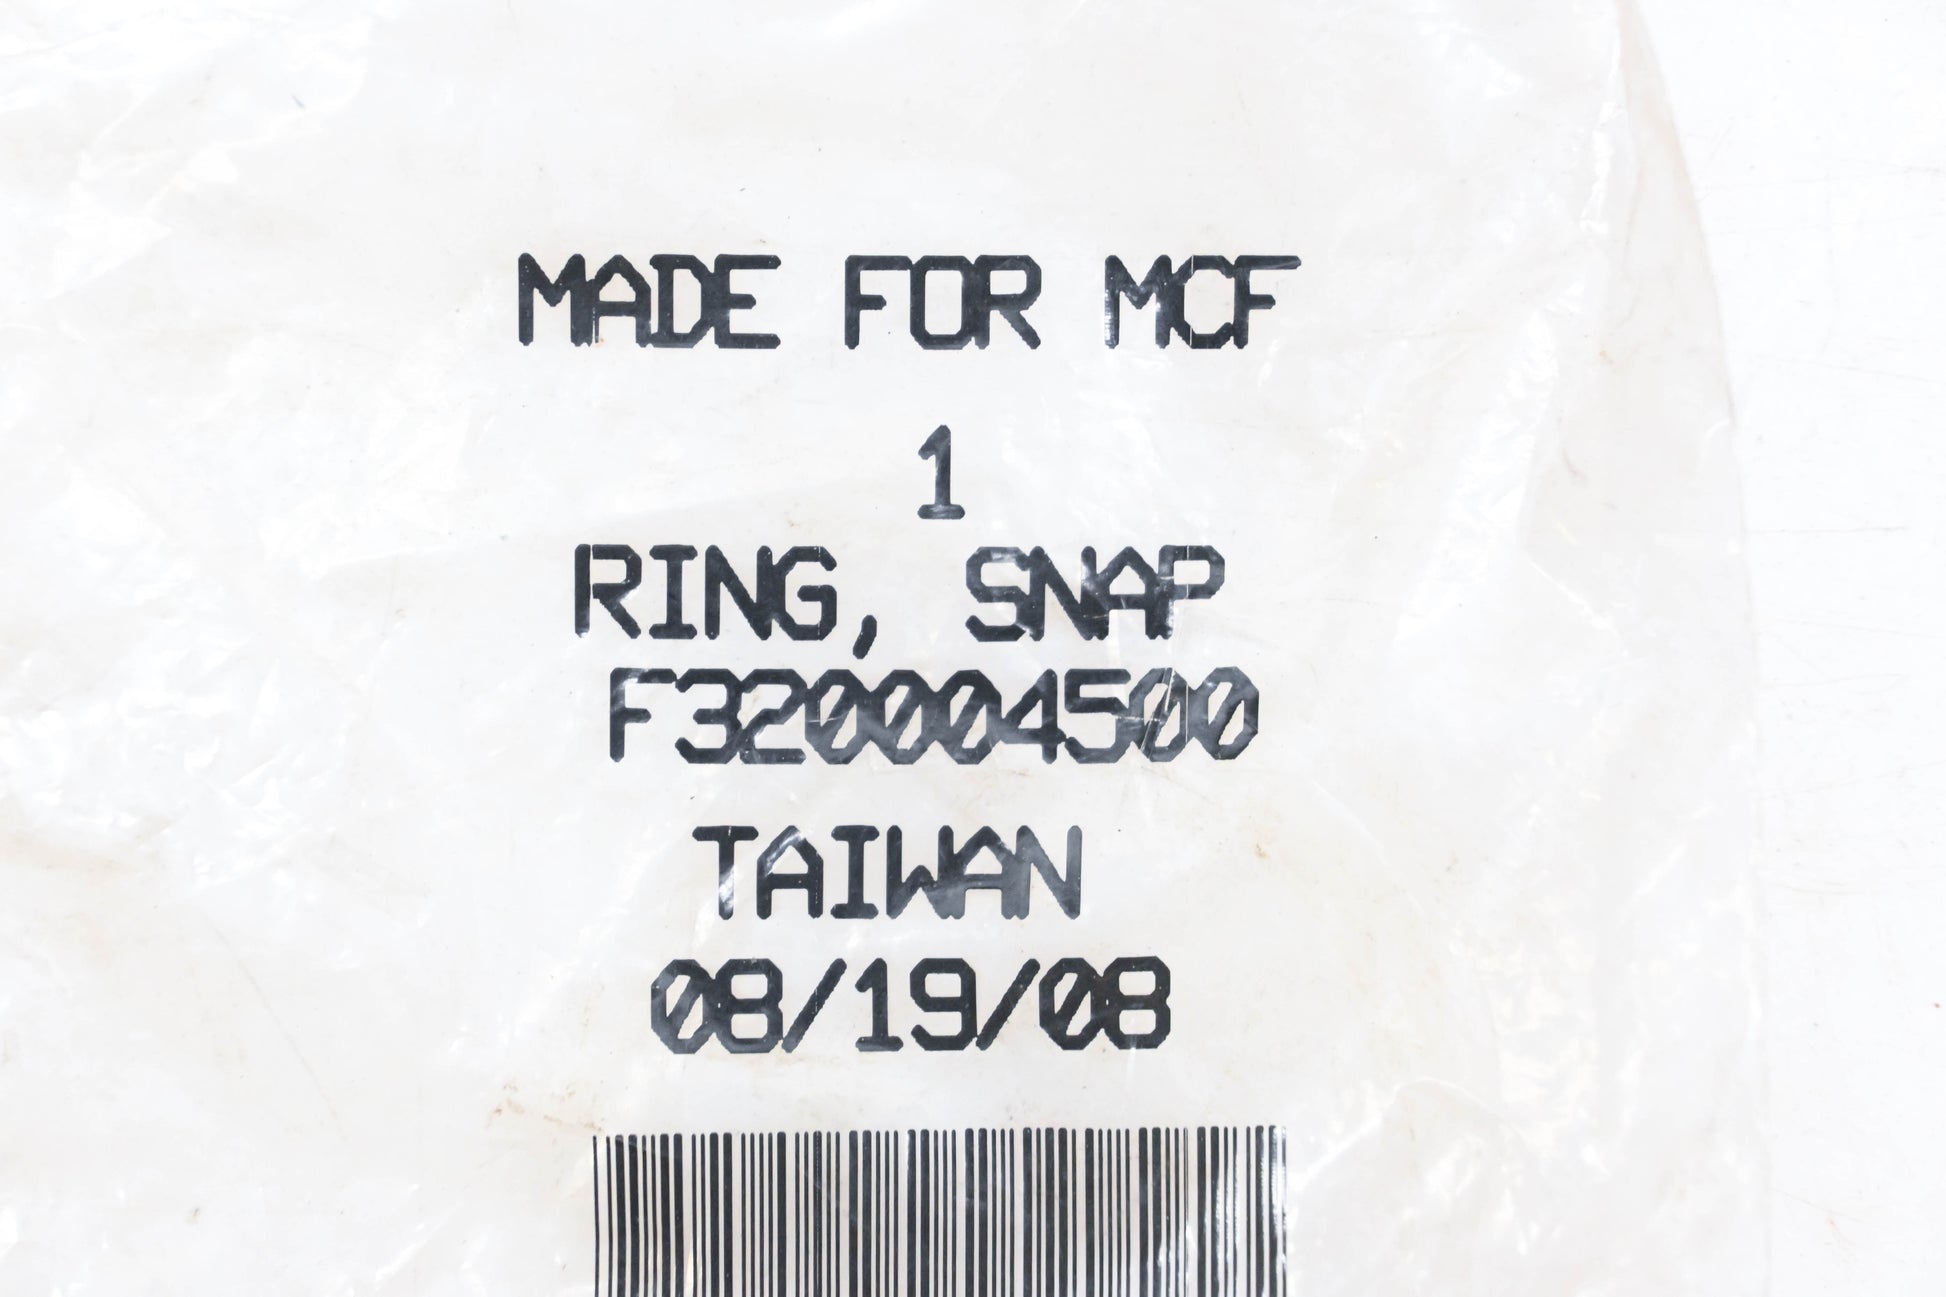 MADE FOR MCF
1
RING, SNAP
F320004500
TAIWAN
08/19/08